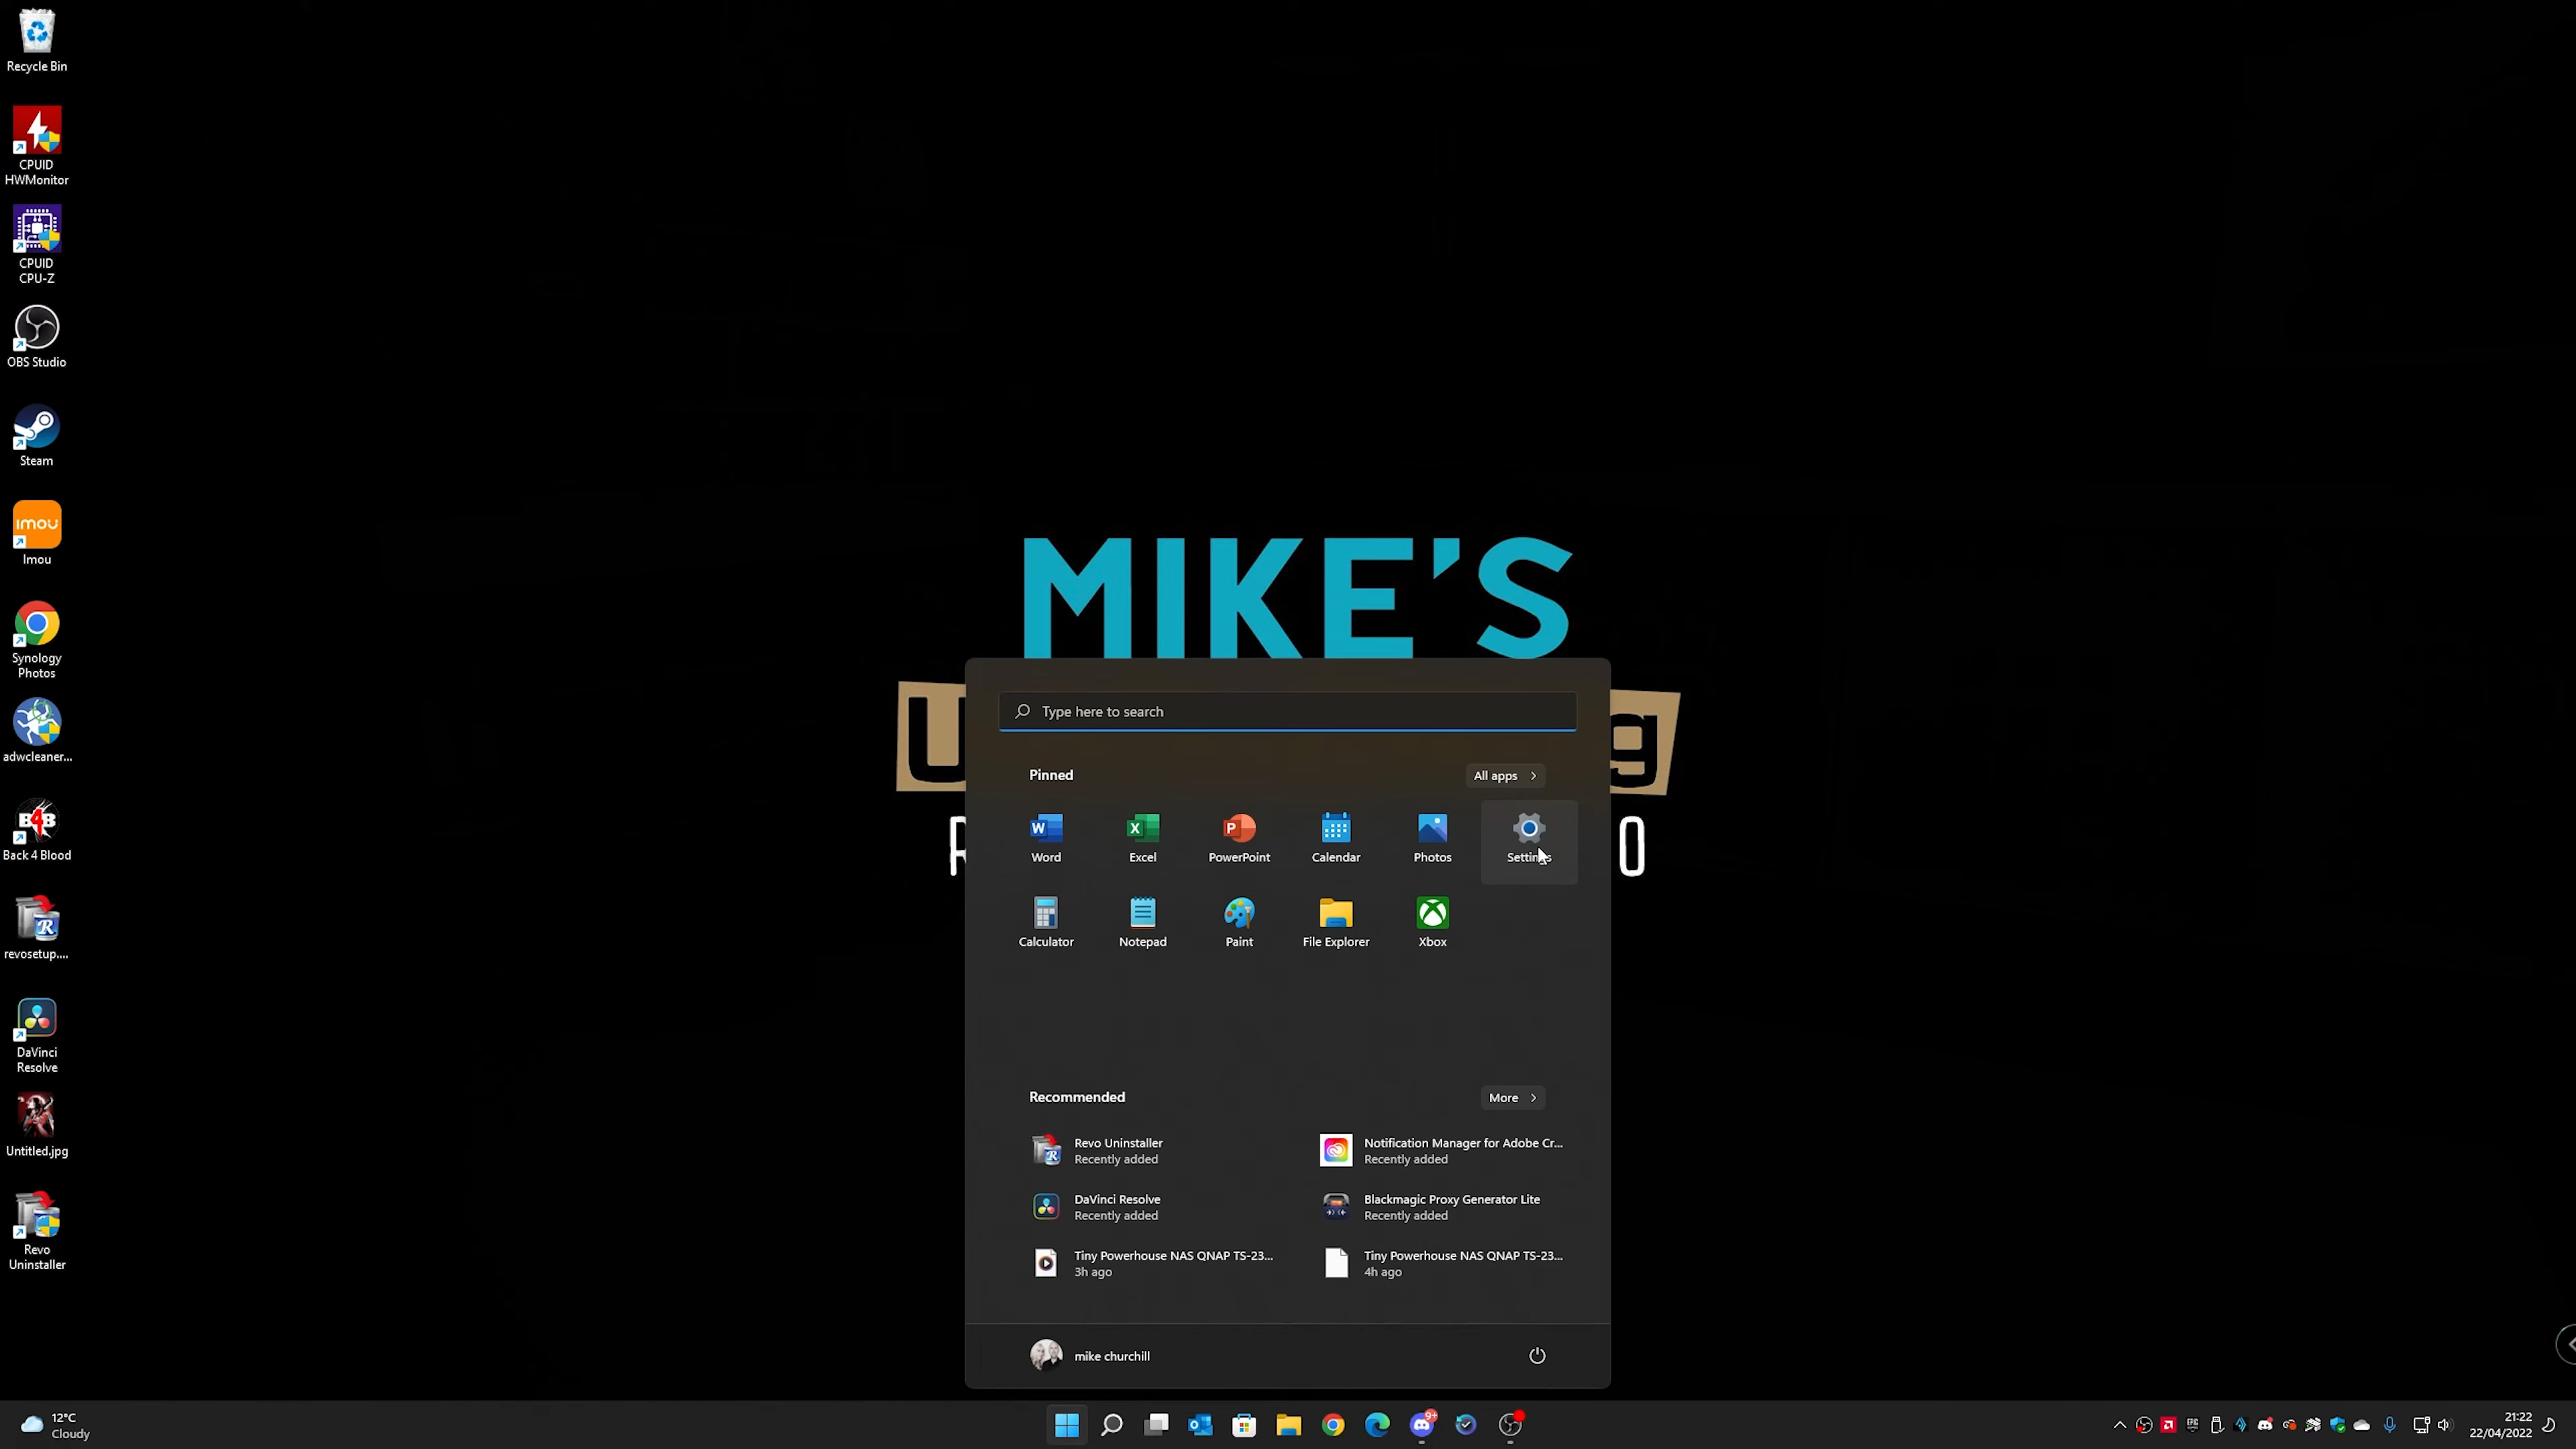 Recycle Bin
CPUID
HWMonitor
CPUID
CPU-Z
OBS Studio
Steam
imou
Imou
Synology
Photos
adwcleaner...
B4B
Back 4 Blood
revosetup....
DaVinci
Resolve
Untitled.jpg
Revo
Uninstaller
MIKE'S
Type here to search
Pinned
All apps
Word
Excel
PowerPoint
Calendar
Photos
Settings
Calculator
Notepad
Paint
File Explorer
Xbox
Recommended
More
Revo Uninstaller
Recently added
Notification Manager for Adobe Cr...
Recently added
DaVinci Resolve
Recently added
Blackmagic Proxy Generator Lite
Recently added
Tiny Powerhouse NAS QNAP TS-23...
3h ago
Tiny Powerhouse NAS QNAP TS-23...
4h ago
mike churchill
12°C
Cloudy
9+
21:22
22/04/2022